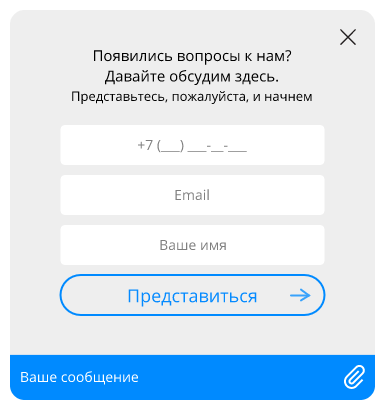 Появились вопросы к нам?
Давайте обсудим здесь.
Представьтесь, пожалуйста, и начнем
+7 (___) ___-__-___
Email
Ваше имя
Представиться
Ваше сообщение